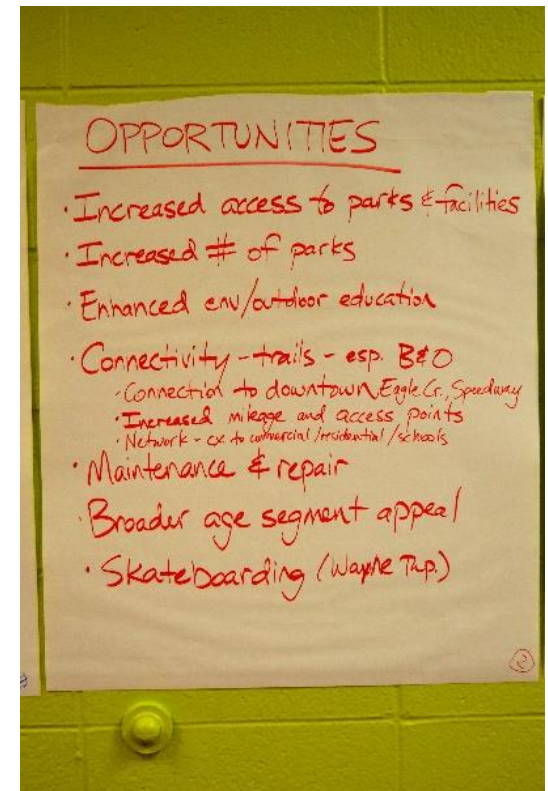 OPPORTUNITIES
· Increased access to parks & facilities
· Increased # of parks
· Enhanced env/outdoor education
· Connectivity - trails - esp. B&O
· Connection to downtown, Eagle Cr., Speedway
· Increased mileage and access points
· Network - cx to commercial/residential/schools
· Maintenance & repair
· Broader age segment appeal
· Skateboarding (Wayne Twp.)
2